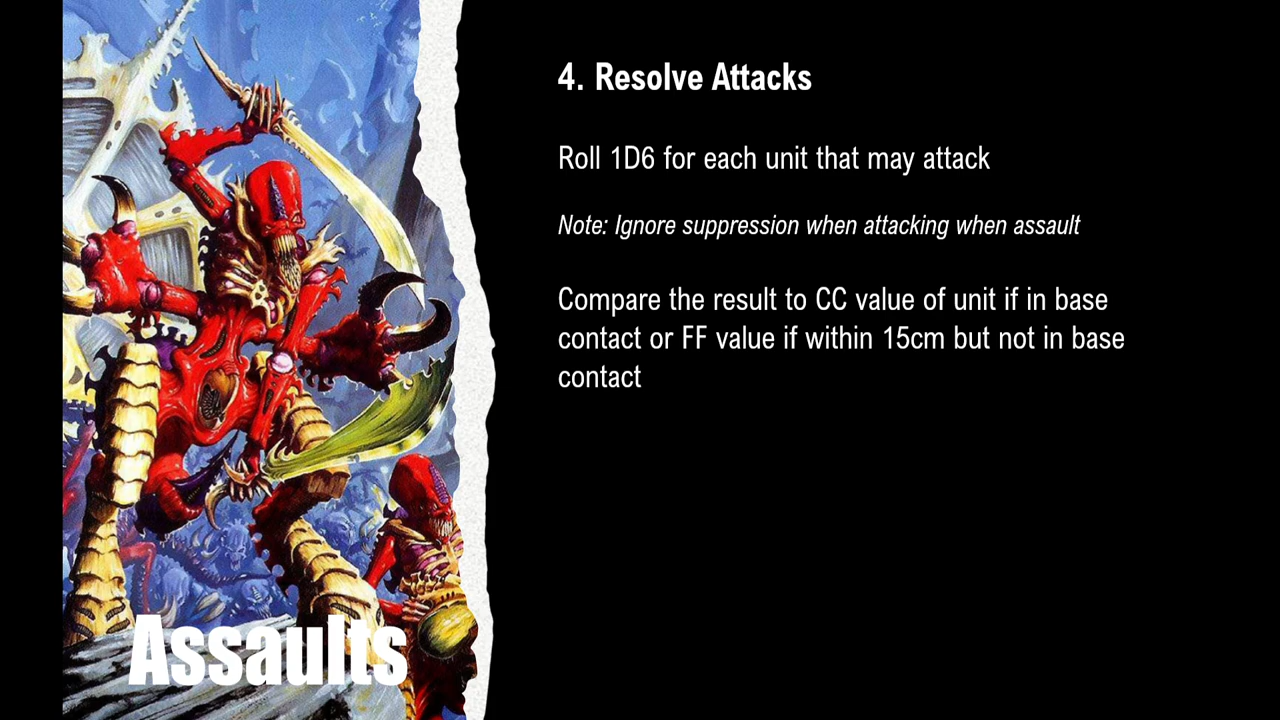 4. Resolve Attacks
Roll 1D6 for each unit that may attack
Note: Ignore suppression when attacking when assault
Compare the result to CC value of unit if in base
contact or FF value if within 15cm but not in base
contact
Assaults